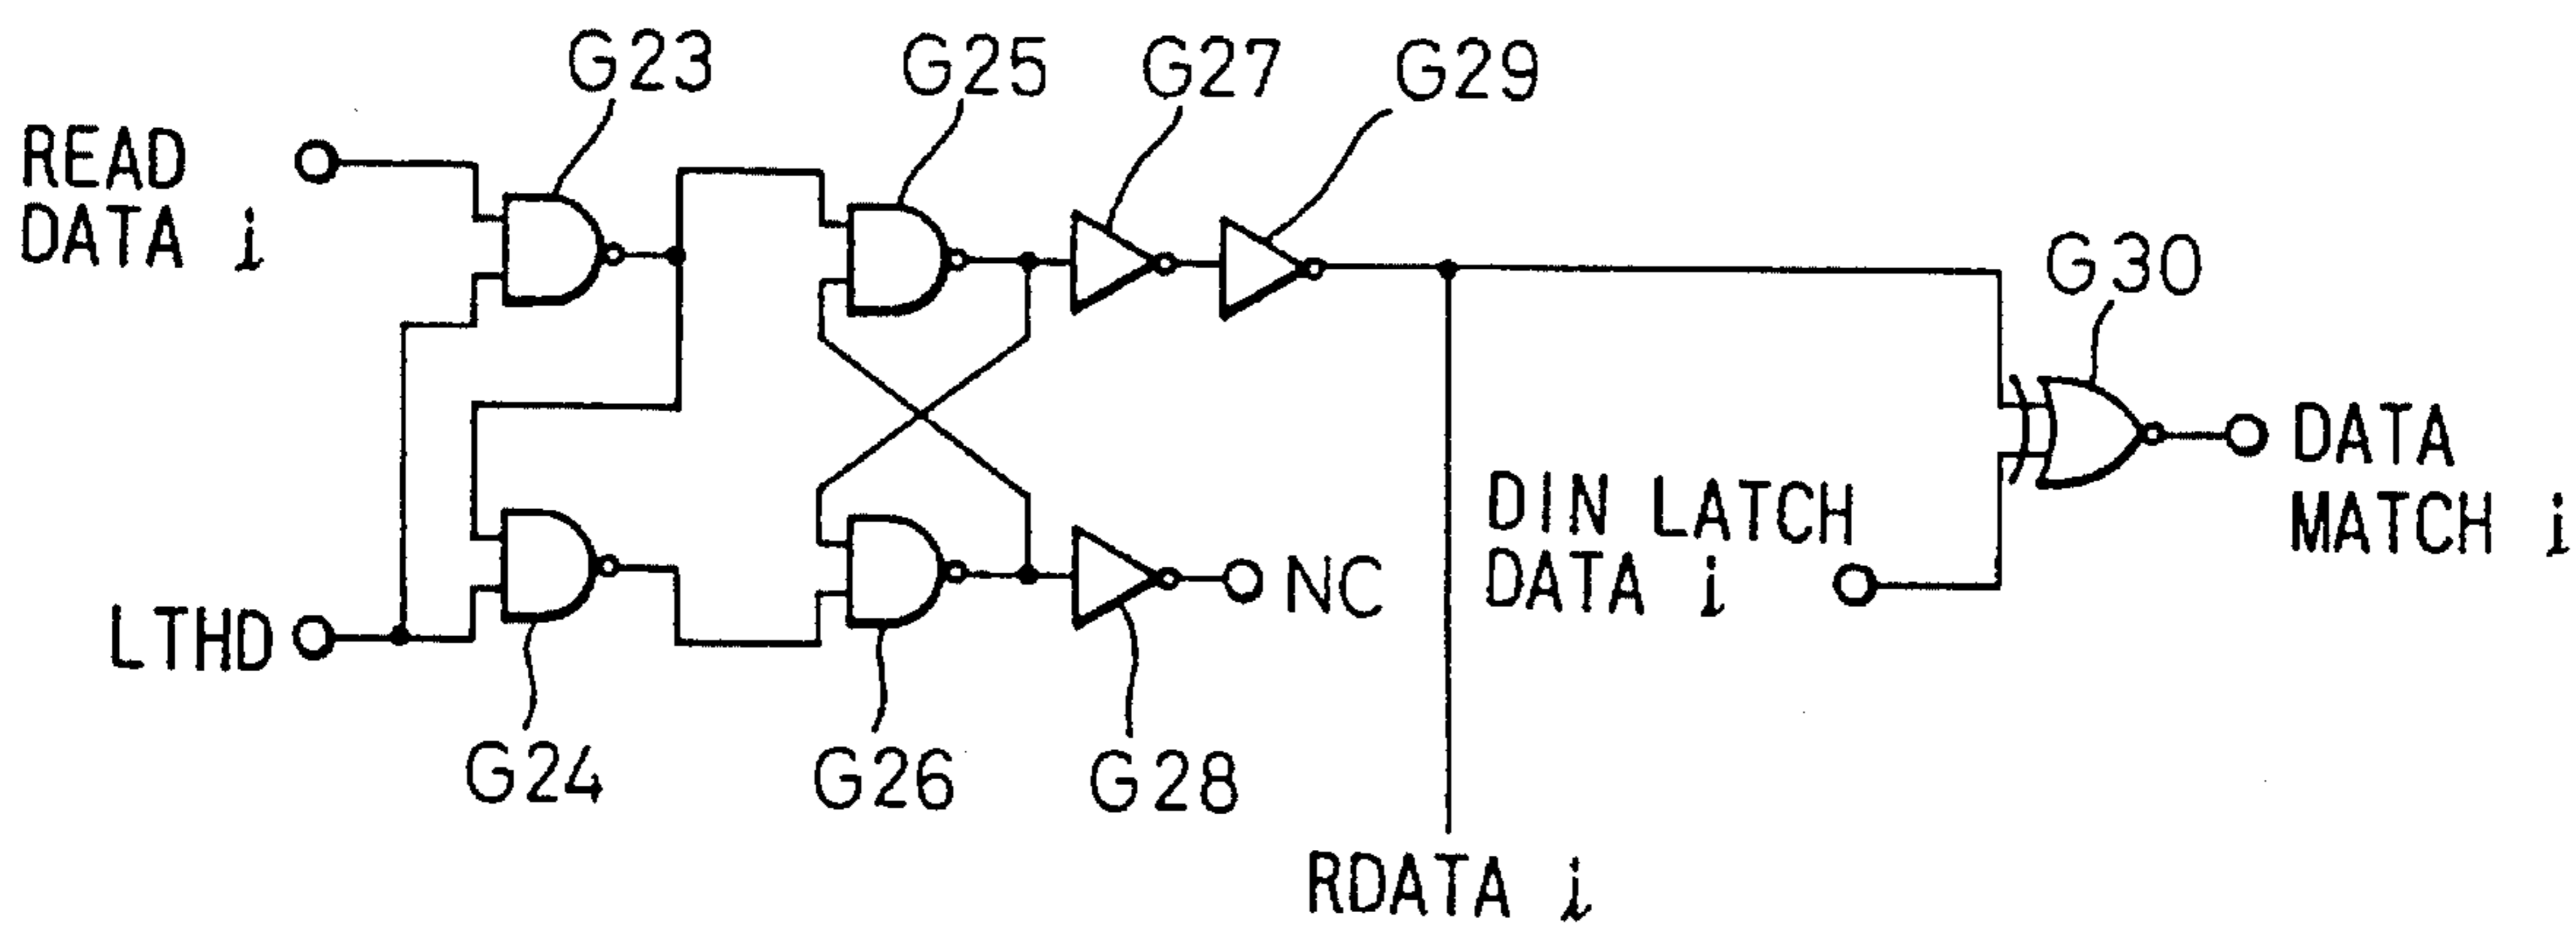 G23
G25
G27
G29
READ
DATA i
G30
DATA
MATCH i
DIN LATCH
DATA i
NC
LTHD
G24
G26
G28
RDATA i